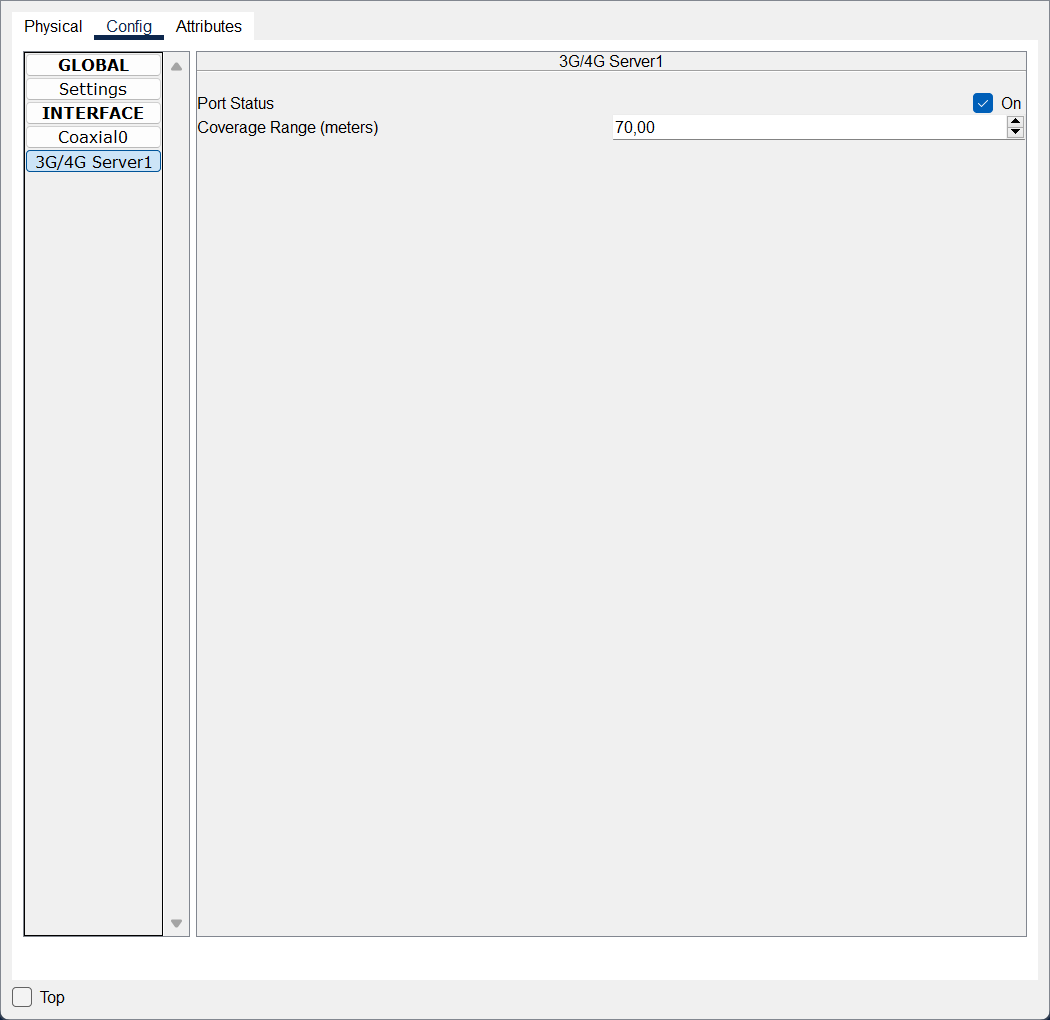 Physical Config Attributes
GLOBAL
Settings
INTERFACE
Coaxial0
3G/4G Server1
3G/4G Server1
Port Status On
Coverage Range (meters) 70,00
Top